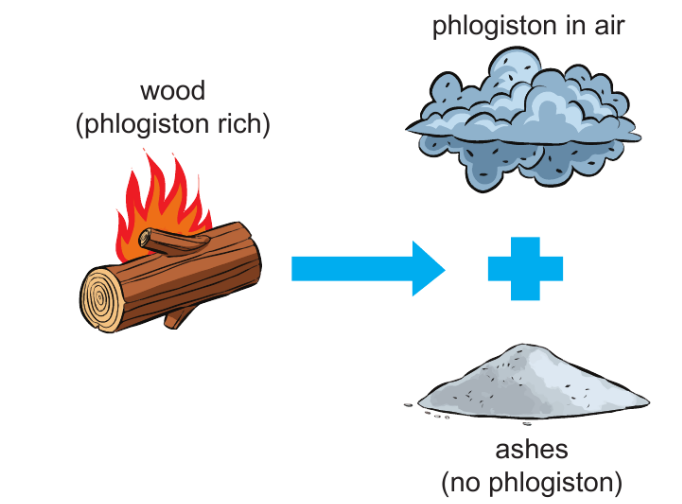 wood
(phlogiston rich)
phlogiston in air
ashes
(no phlogiston)